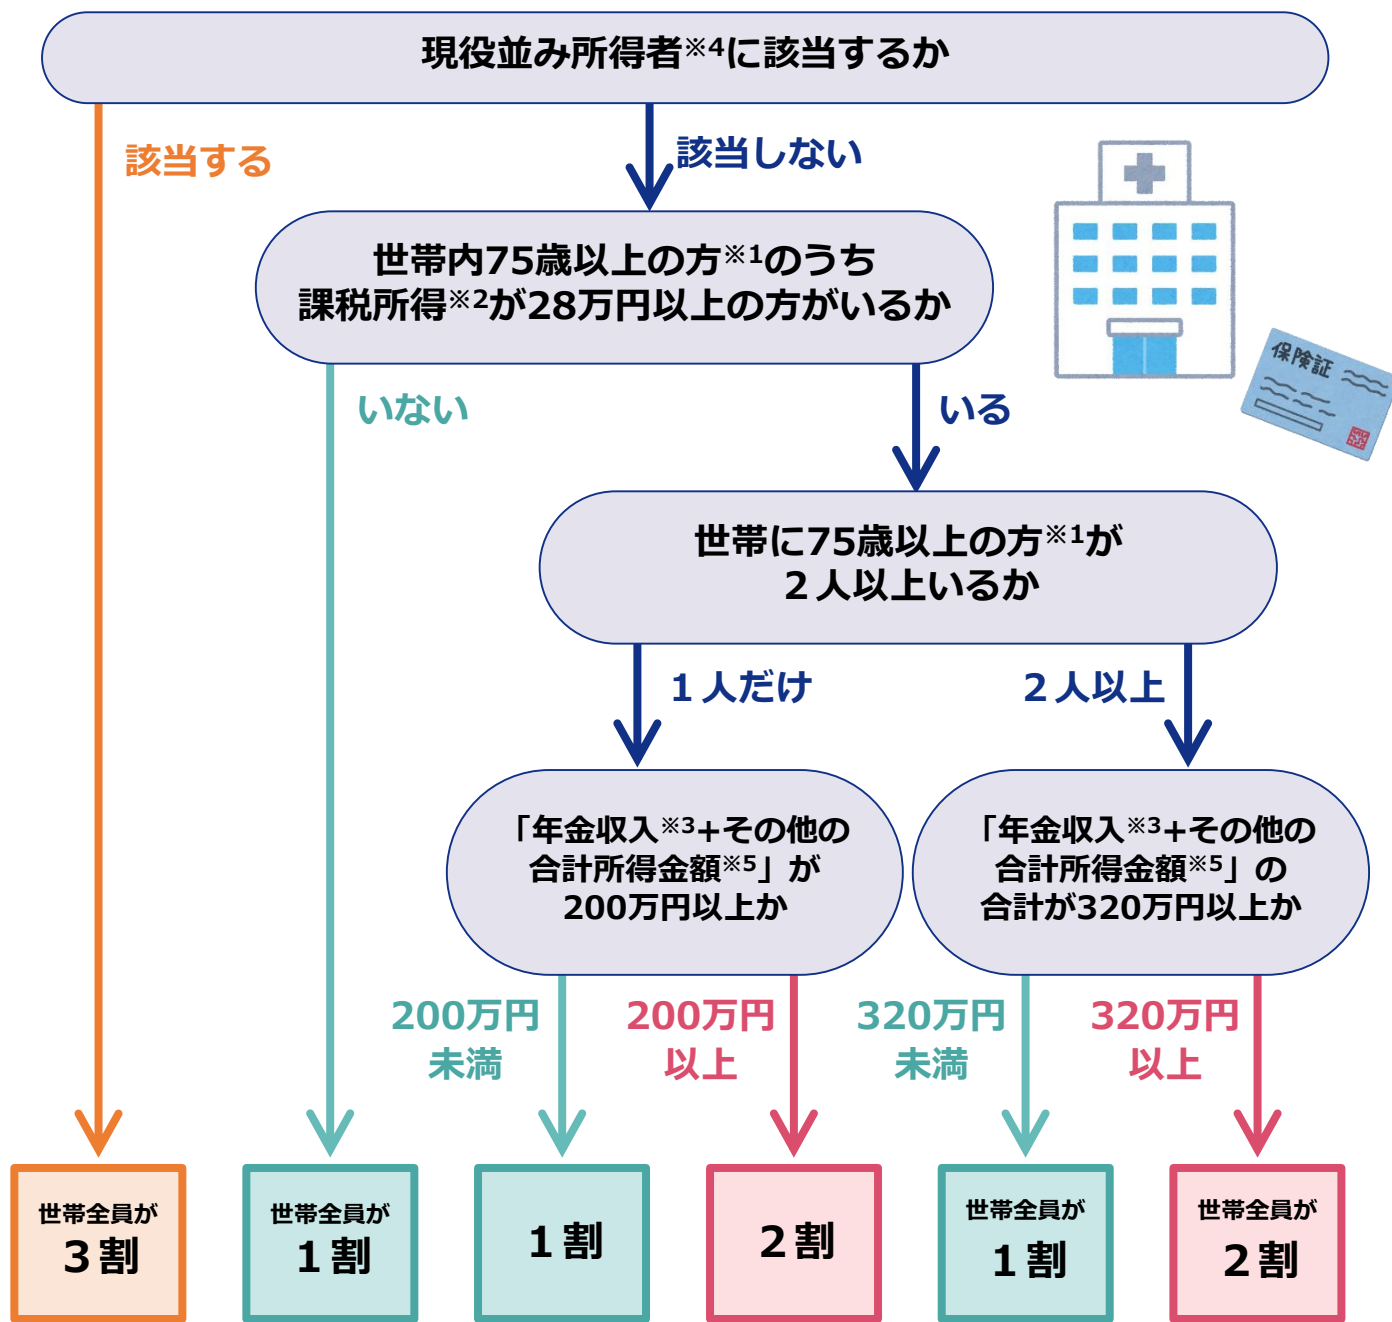 現役並み所得者※4に該当するか
該当する
該当しない
世帯内75歳以上の方※1のうち
課税所得※2が28万円以上の方がいるか
保険証
いない
いる
世帯に75歳以上の方※1が
２人以上いるか
１人だけ
２人以上
「年金収入※3+その他の
合計所得金額※5」が
200万円以上か
「年金収入※3+その他の
合計所得金額※5」の
合計が320万円以上か
200万円
未満
200万円
以上
320万円
未満
320万円
以上
世帯全員が
３割
世帯全員が
１割
１割
２割
世帯全員が
１割
世帯全員が
２割